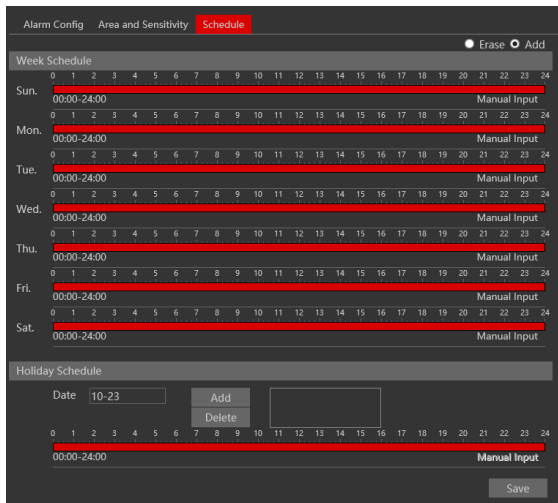 Alarm Config Area and Sensitivity Schedule
Erase Add
Week Schedule
0 1 2 3 4 5 6 7 8 9 10 11 12 13 14 15 16 17 18 19 20 21 22 23 24
Sun.
00:00-24:00 Manual Input
0 1 2 3 4 5 6 7 8 9 10 11 12 13 14 15 16 17 18 19 20 21 22 23 24
Mon.
00:00-24:00 Manual Input
0 1 2 3 4 5 6 7 8 9 10 11 12 13 14 15 16 17 18 19 20 21 22 23 24
Tue.
00:00-24:00 Manual Input
0 1 2 3 4 5 6 7 8 9 10 11 12 13 14 15 16 17 18 19 20 21 22 23 24
Wed.
00:00-24:00 Manual Input
0 1 2 3 4 5 6 7 8 9 10 11 12 13 14 15 16 17 18 19 20 21 22 23 24
Thu.
00:00-24:00 Manual Input
0 1 2 3 4 5 6 7 8 9 10 11 12 13 14 15 16 17 18 19 20 21 22 23 24
Fri.
00:00-24:00 Manual Input
0 1 2 3 4 5 6 7 8 9 10 11 12 13 14 15 16 17 18 19 20 21 22 23 24
Sat.
00:00-24:00 Manual Input
Holiday Schedule
Date 10-23 Add
Delete
0 1 2 3 4 5 6 7 8 9 10 11 12 13 14 15 16 17 18 19 20 21 22 23 24
00:00-24:00 Manual Input
Save